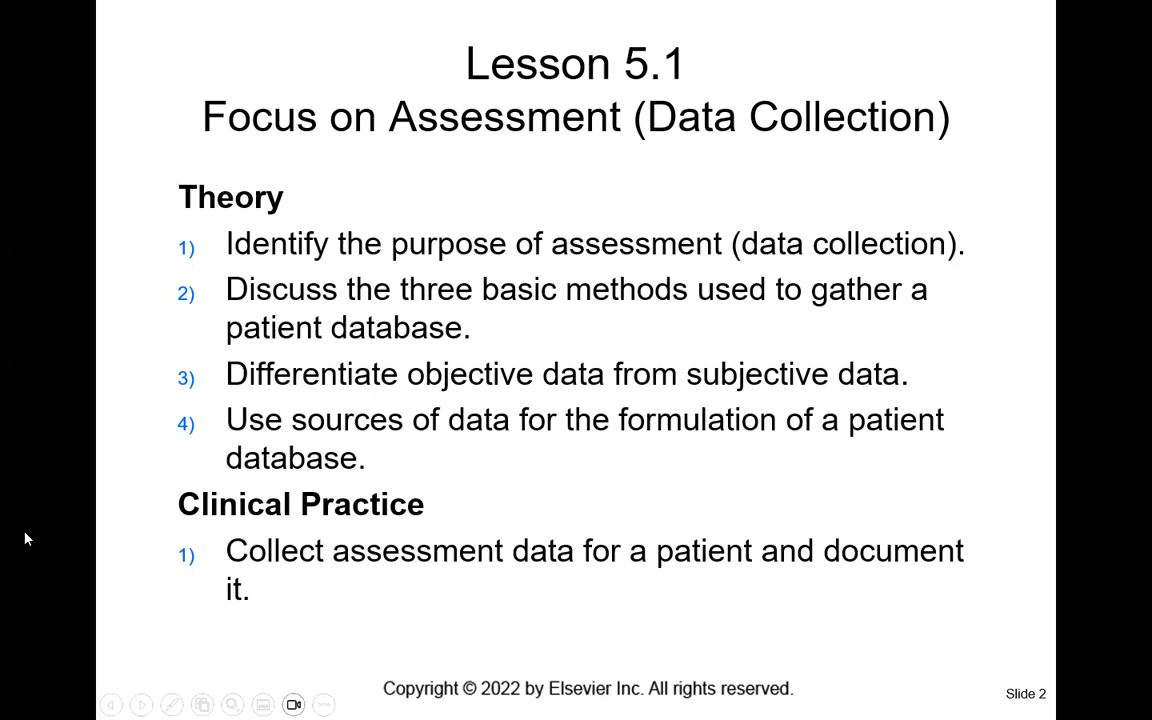 Lesson 5.1
Focus on Assessment (Data Collection)
Theory
1) Identify the purpose of assessment (data collection).
2) Discuss the three basic methods used to gather a
patient database.
3) Differentiate objective data from subjective data.
4) Use sources of data for the formulation of a patient
database.
Clinical Practice
1) Collect assessment data for a patient and document
it.
Copyright © 2022 by Elsevier Inc. All rights reserved.
Slide 2